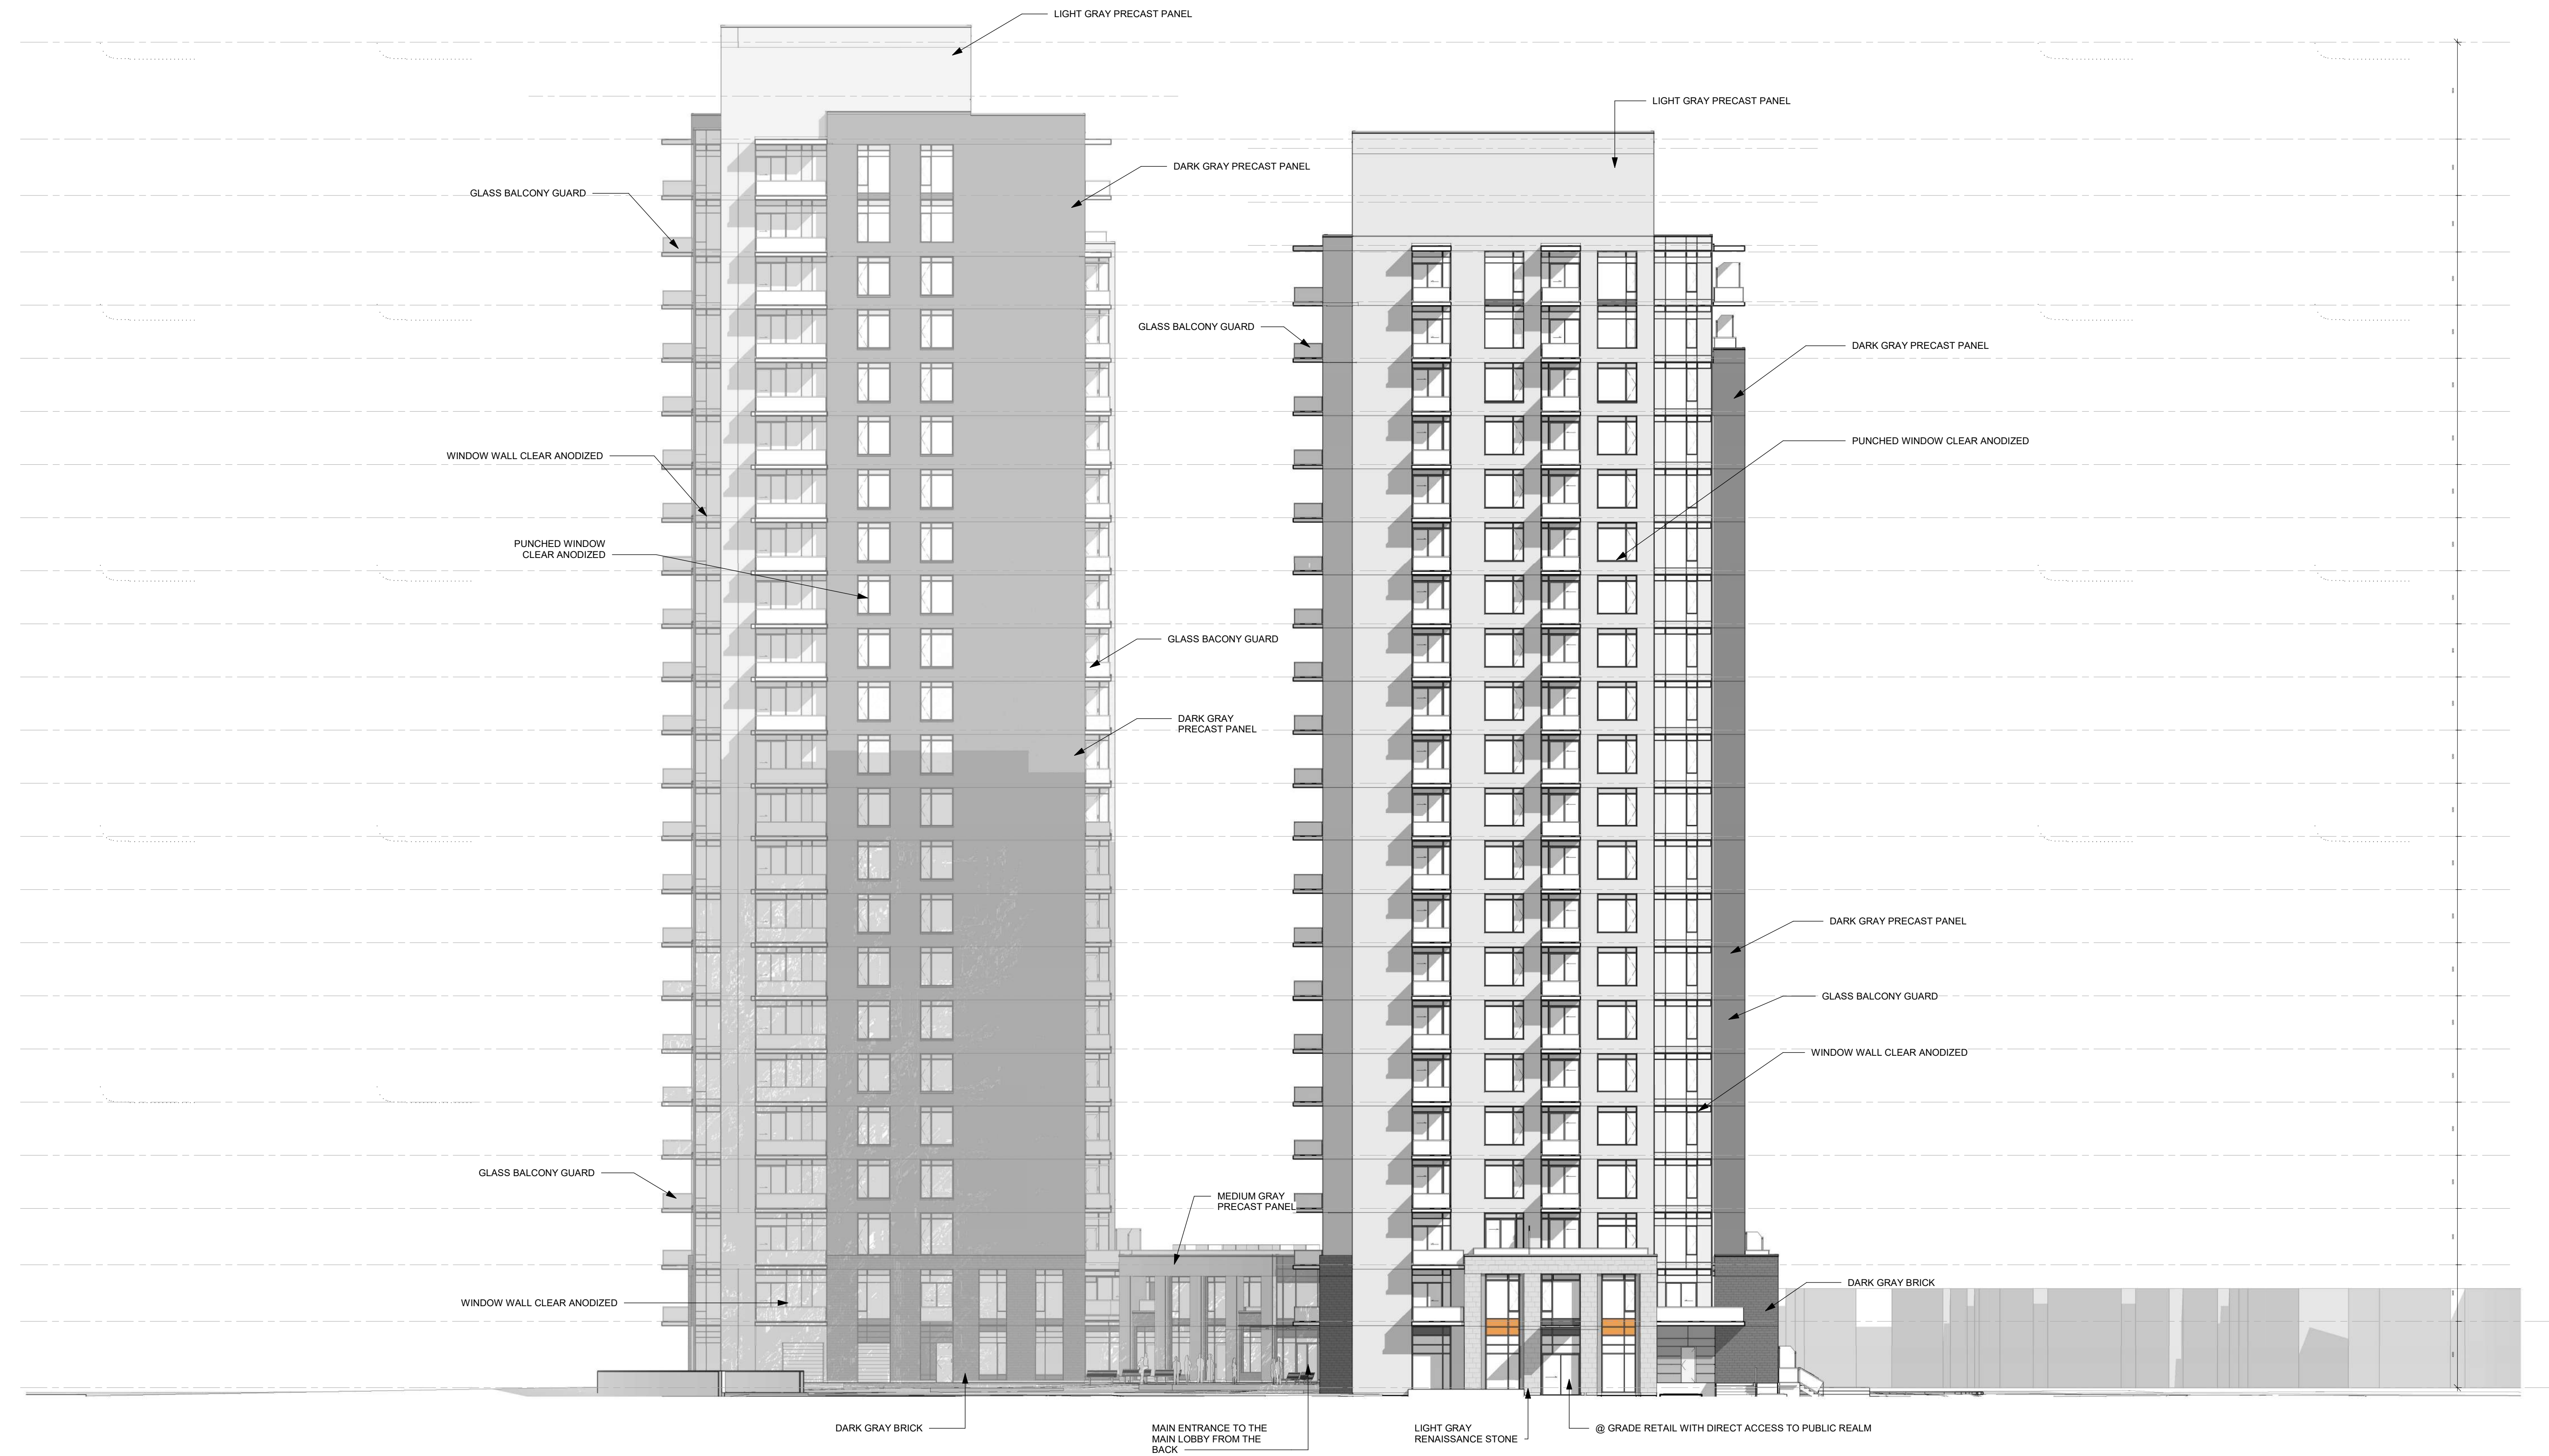 LIGHT GRAY PRECAST PANEL
LIGHT GRAY PRECAST PANEL
DARK GRAY PRECAST PANEL
GLASS BALCONY GUARD
GLASS BALCONY GUARD
DARK GRAY PRECAST PANEL
PUNCHED WINDOW CLEAR ANODIZED
WINDOW WALL CLEAR ANODIZED
PUNCHED WINDOW
CLEAR ANODIZED
GLASS BACONY GUARD
DARK GRAY
PRECAST PANEL
DARK GRAY PRECAST PANEL
GLASS BALCONY GUARD
WINDOW WALL CLEAR ANODIZED
GLASS BALCONY GUARD
MEDIUM GRAY
PRECAST PANEL
DARK GRAY BRICK
WINDOW WALL CLEAR ANODIZED
DARK GRAY BRICK
MAIN ENTRANCE TO THE
MAIN LOBBY FROM THE
BACK
LIGHT GRAY
RENAISSANCE STONE
@ GRADE RETAIL WITH DIRECT ACCESS TO PUBLIC REALM